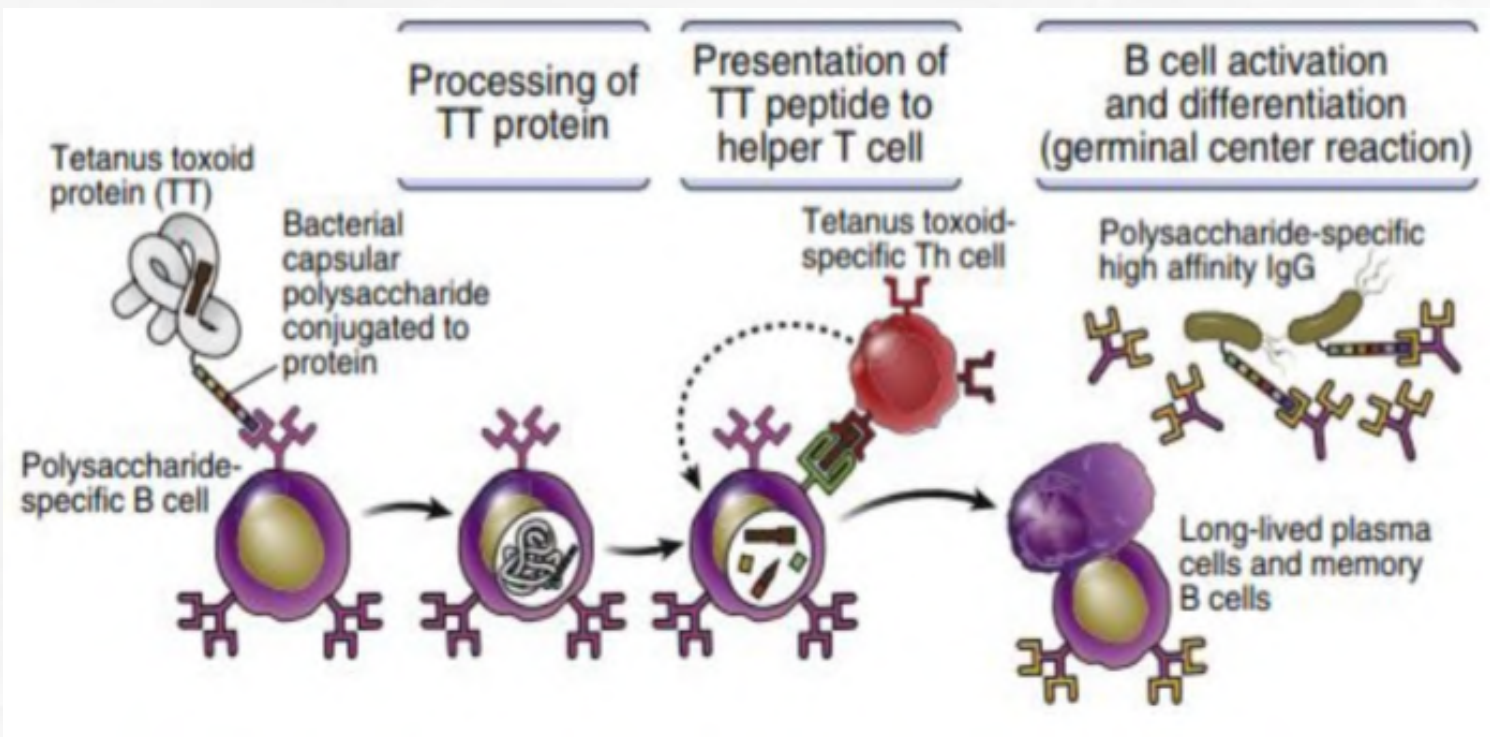 Processing of
TT protein
Presentation of
TT peptide to
helper T cell
B cell activation
and differentiation
(germinal center reaction)
Tetanus toxoid
protein (TT)
Bacterial
capsular
polysaccharide
conjugated to
protein
Tetanus toxoid-
specific Th cell
Polysaccharide-specific
high affinity IgG
Polysaccharide-
specific B cell
Long-lived plasma
cells and memory
B cells